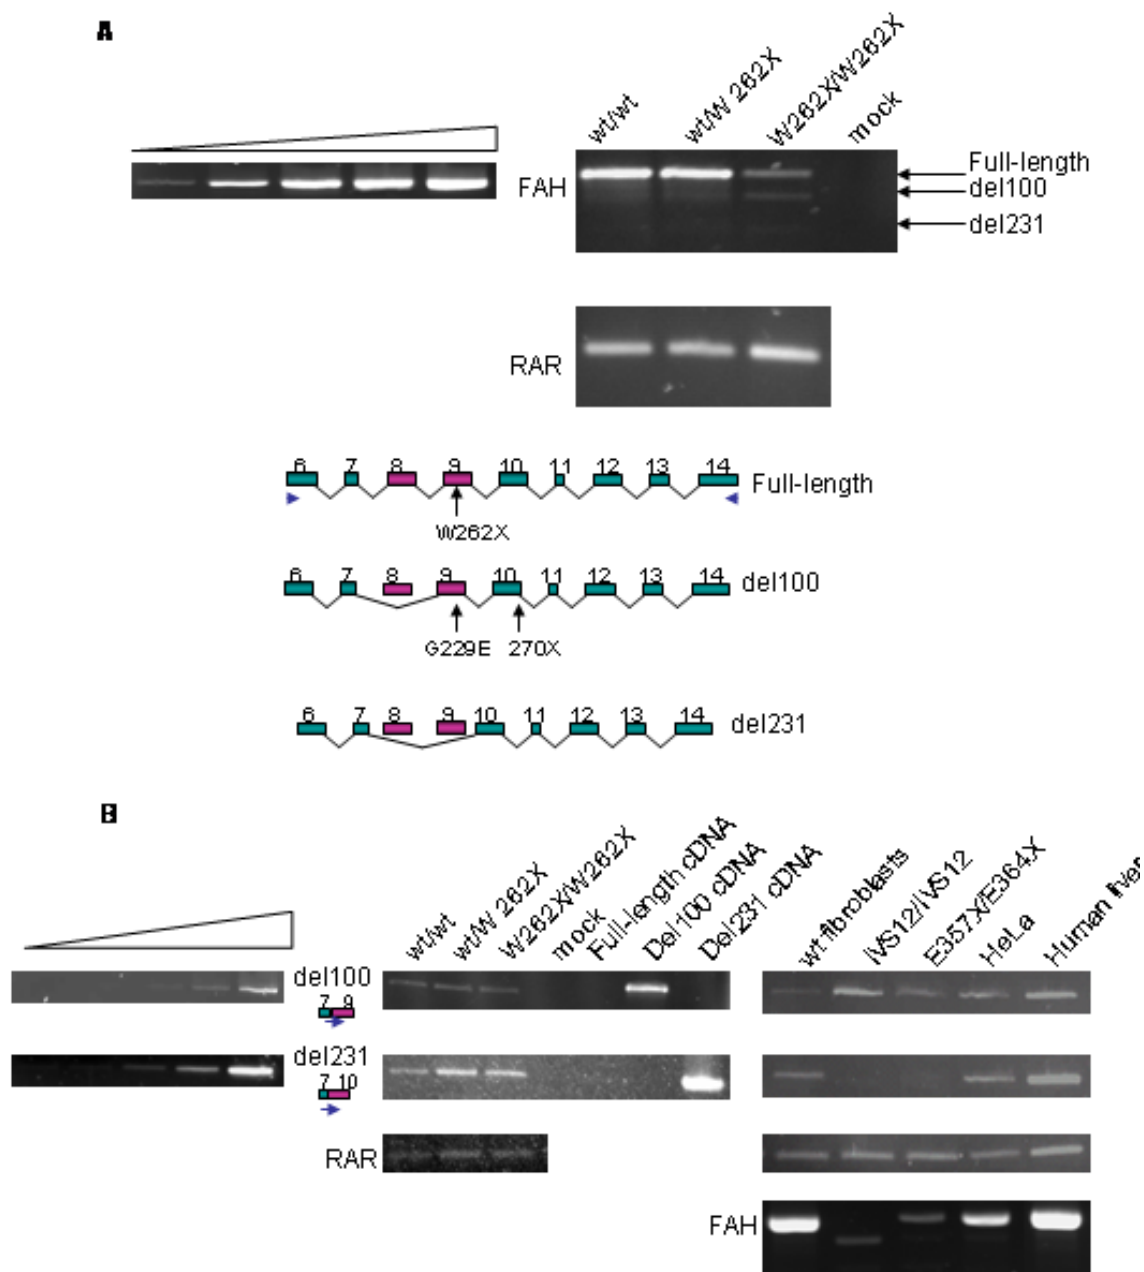 A
wt/wt
wt/W 262X
W262X/W262X
mock
FAH
Full-length
del100
del231
RAR
6 7 8 9 10 11 12 13 14
Full-length
W262X
6 7 8 9 10 11 12 13 14
del100
G229E 270X
6 7 8 9 10 11 12 13 14
del231
B
wt/wt
wt/W 262X
W262X/W262X
mock
Full-length cDNA
Del100 cDNA
Del231 cDNA
wt fibroblasts
IVS12/IVS12
E357X/E364X
HeLa
Human liver
del100
7 9
del231
7 10
RAR
FAH